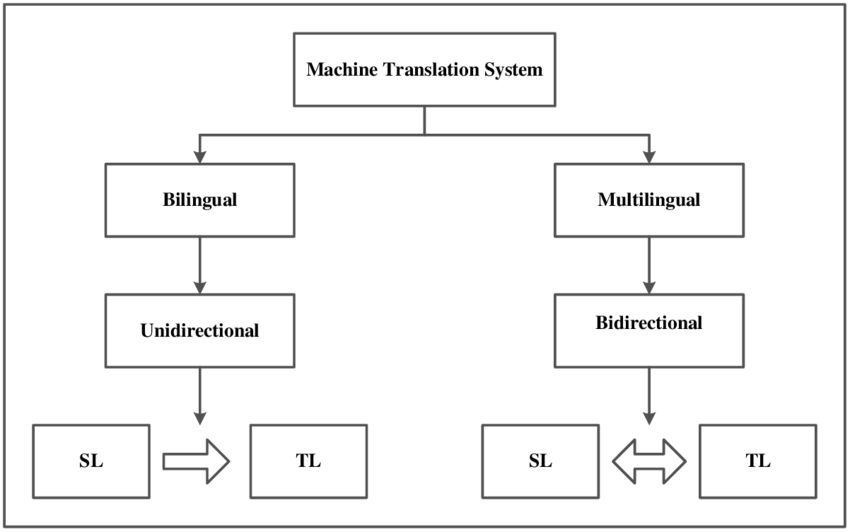 Machine Translation System
Bilingual
Multilingual
Unidirectional
Bidirectional
SL
TL
SL
TL